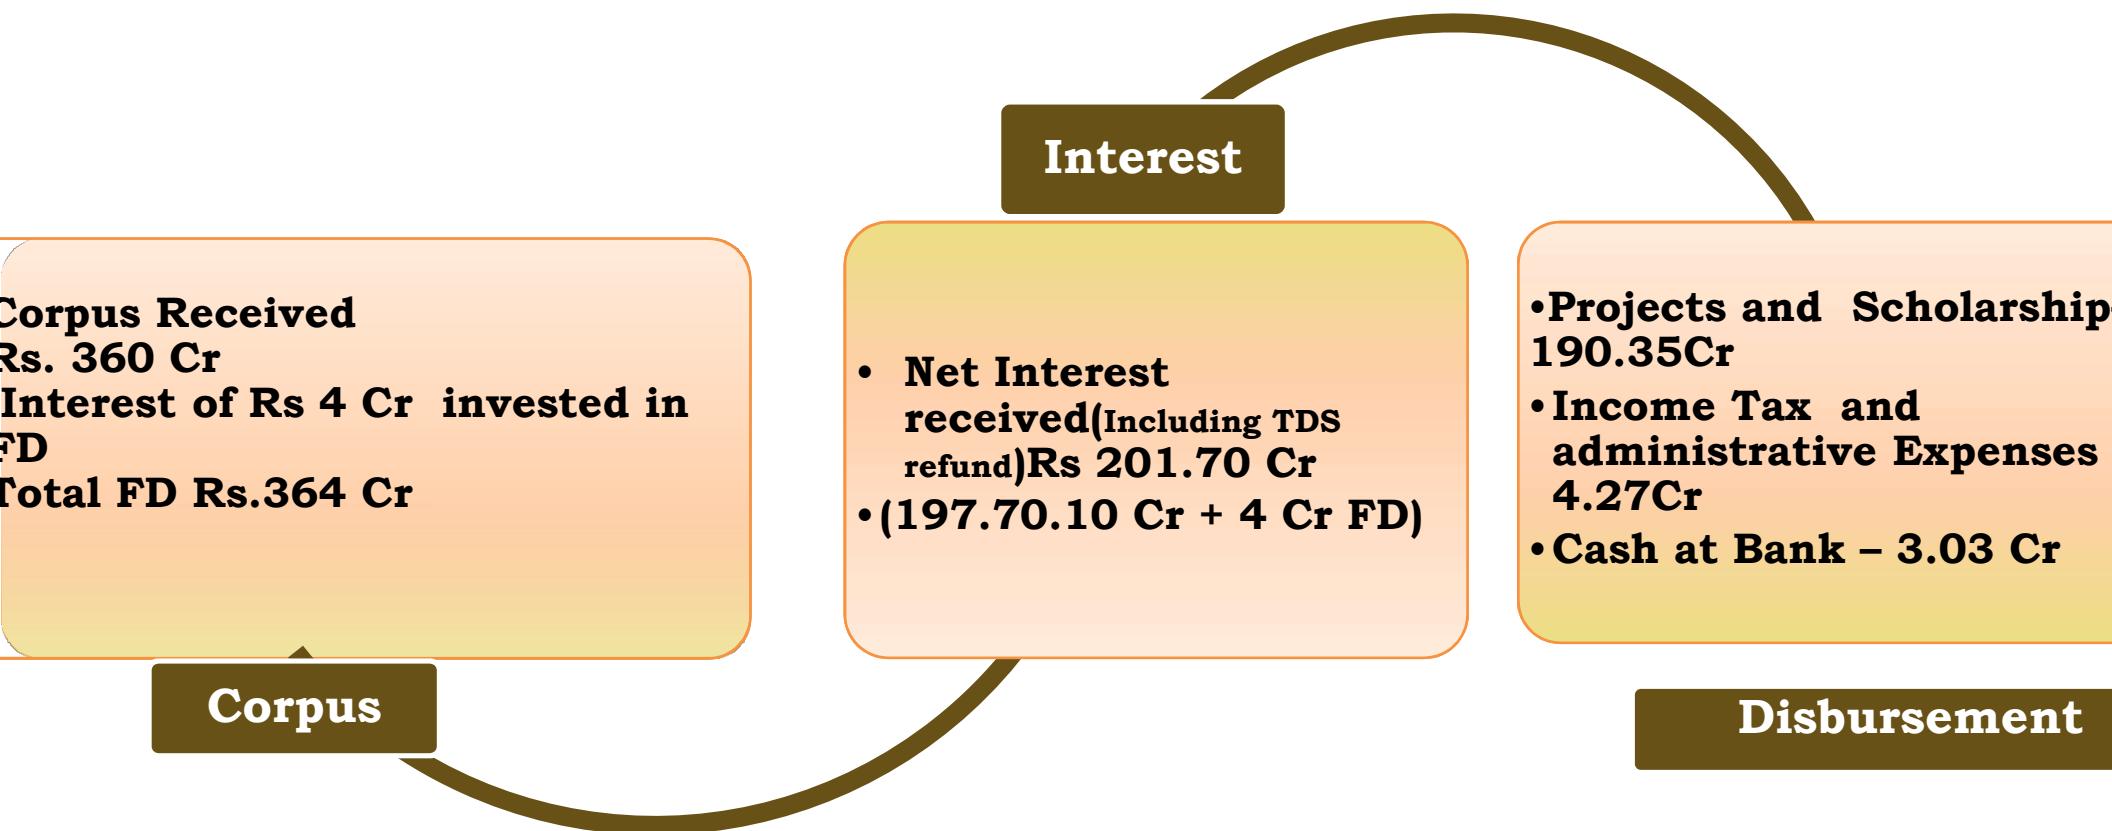 Interest
Corpus Received
Rs. 360 Cr
Interest of Rs 4 Cr invested in
FD
Total FD Rs.364 Cr
Corpus
• Net Interest
received(Including TDS
refund)Rs 201.70 Cr
•(197.70.10 Cr + 4 Cr FD)
•Projects and Scholarship-
190.35Cr
•Income Tax and
administrative Expenses
4.27Cr
•Cash at Bank – 3.03 Cr
Disbursement